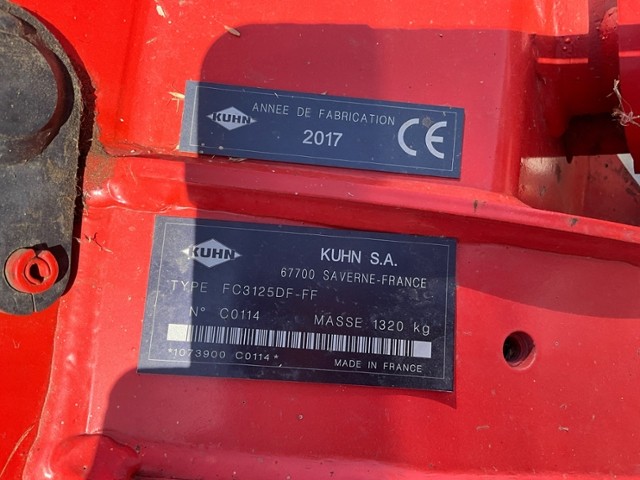 KUHN
ANNEE DE FABRICATION
2017
CE
KUHN
KUHN S.A.
67700 SAVERNE-FRANCE
TYPE FC3125DF-FF
N° C0114 MASSE 1320 kg
*1073900 C0114*
MADE IN FRANCE